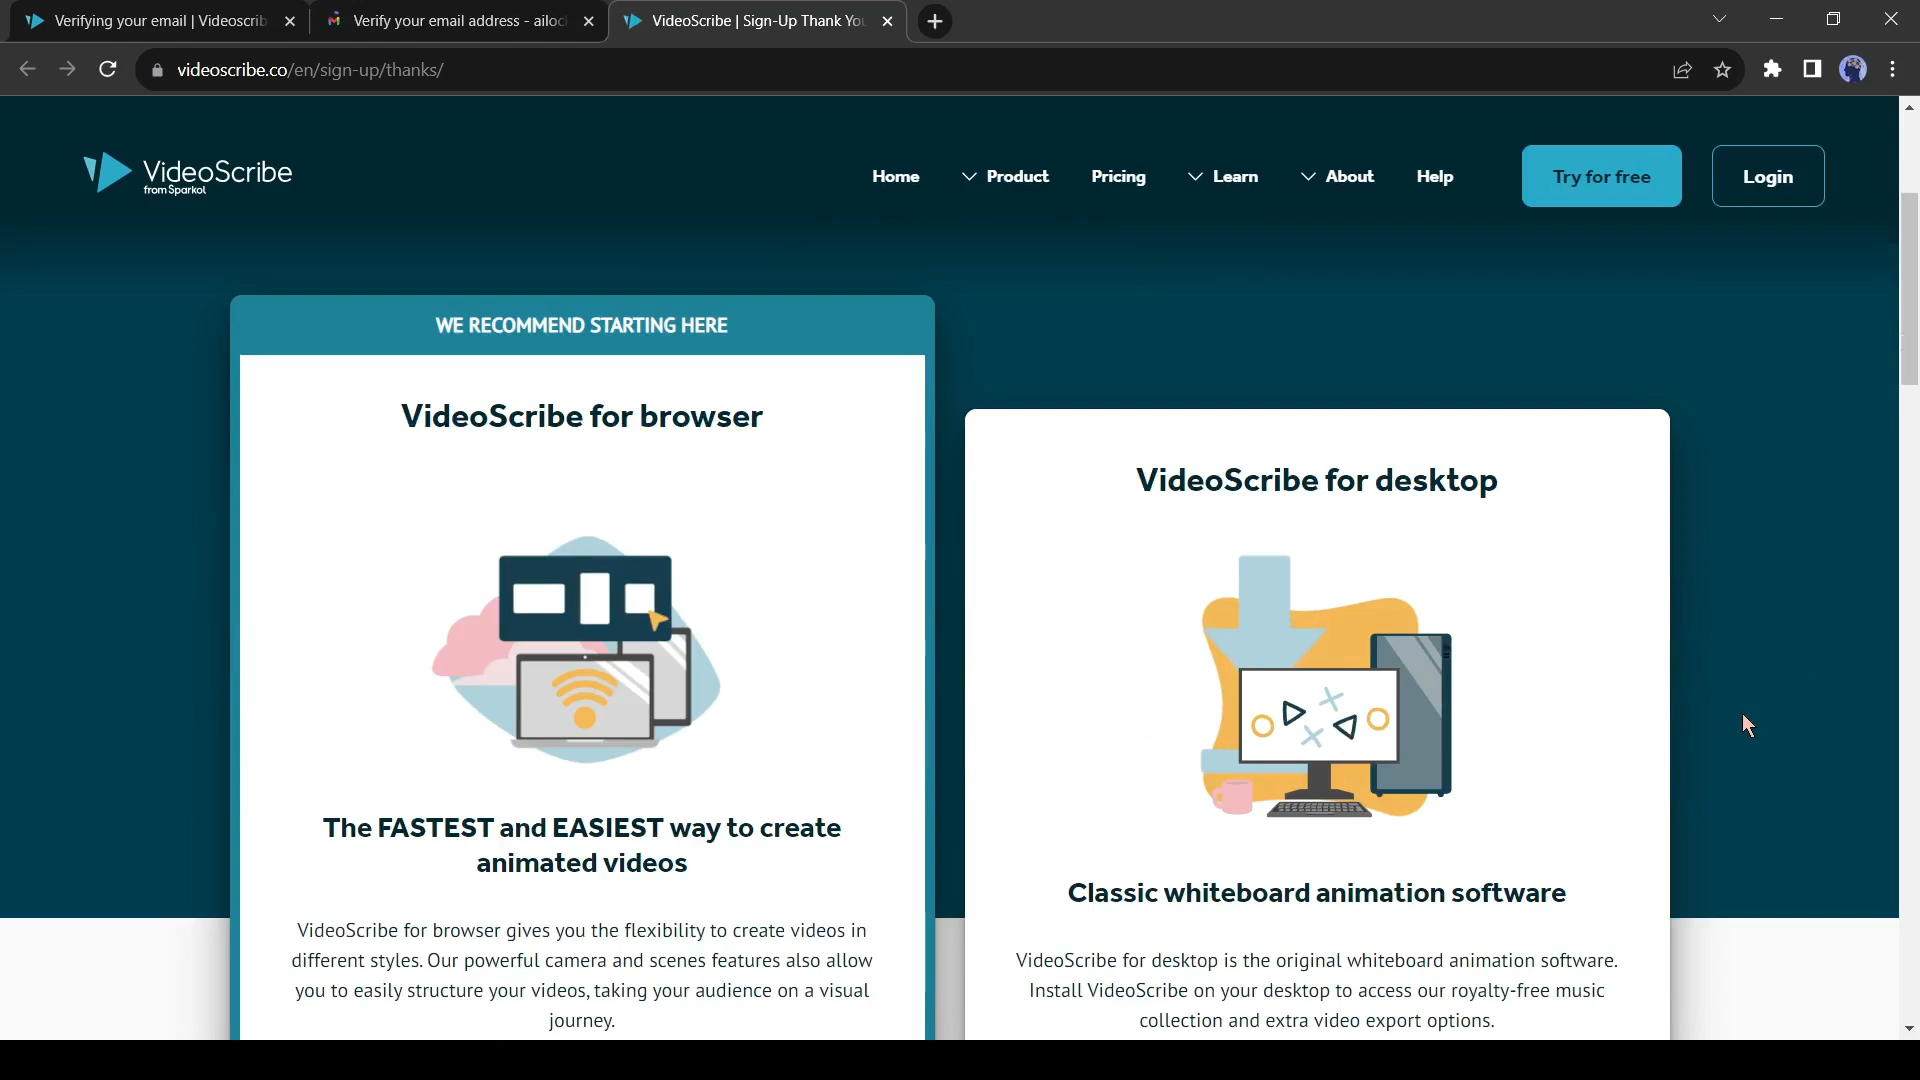 Verifying your email | Videoscrib
Verify your email address - ailoc
VideoScribe | Sign-Up Thank You
videoscribe.co/en/sign-up/thanks/
VideoScribe
from Sparkol
Home
Product
Pricing
Learn
About
Help
Try for free
Login
WE RECOMMEND STARTING HERE
VideoScribe for browser
The FASTEST and EASIEST way to create
animated videos
VideoScribe for browser gives you the flexibility to create videos in
different styles. Our powerful camera and scenes features also allow
you to easily structure your videos, taking your audience on a visual
journey.
VideoScribe for desktop
Classic whiteboard animation software
VideoScribe for desktop is the original whiteboard animation software.
Install VideoScribe on your desktop to access our royalty-free music
collection and extra video export options.